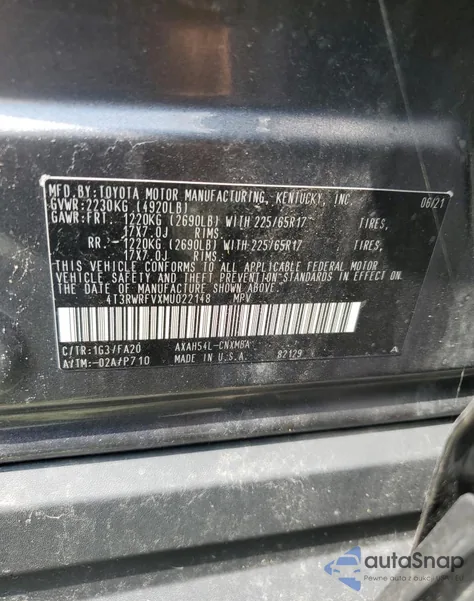 MFD.BY:TOYOTA MOTOR MANUFACTURING, KENTUCKY, INC. 06/21
GVWR:2230KG (4920LB)
GAWR:FRT. 1220KG (2690LB) WITH 225/65R17 TIRES,
17X7.0J RIMS.
RR.-1220KG (2690LB) WITH 225/65R17 TIRES,
17X7.0J RIMS.
THIS VEHICLE CONFORMS TO ALL APPLICABLE FEDERAL MOTOR
VEHICLE SAFETY AND THEFT PREVENTION STANDARDS IN EFFECT ON
THE DATE OF MANUFACTURE SHOWN ABOVE.
4T3RWRFVXMU022148 MPV
C/TR:1G3/FA20 AXAH54L-CNXMBA
A/TM:-02A/P710 MADE IN U.S.A. 82129 A
autoSnap
Pewne auto z